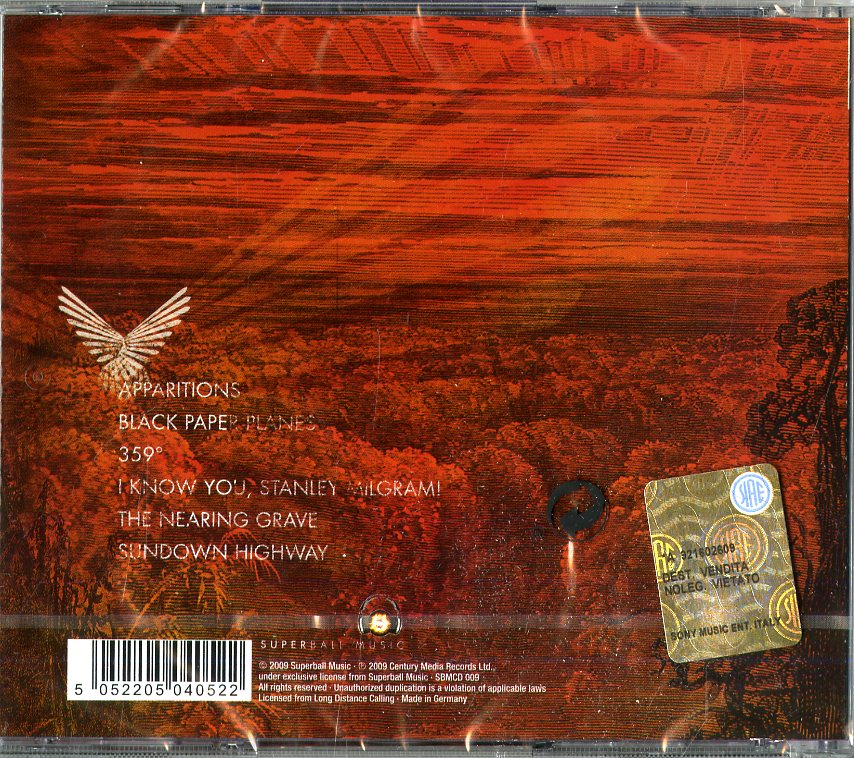 APPARITIONS
BLACK PAPER PLANES
359°
I KNOW YOU, STANLEY MILGRAM!
THE NEARING GRAVE
SUNDOWN HIGHWAY
SUPERBALL MUSIC
5 052205 040522
© 2009 Superball Music · ℗ 2009 Century Media Records Ltd.,
under exclusive license from Superball Music · SBMCD 009
All rights reserved · Unauthorized duplication is a violation of applicable laws
Licensed from Long Distance Calling · Made in Germany
SIAE
DEST. VENDITA
NOLEG. VIETATO
SONY MUSIC ENT. ITALY